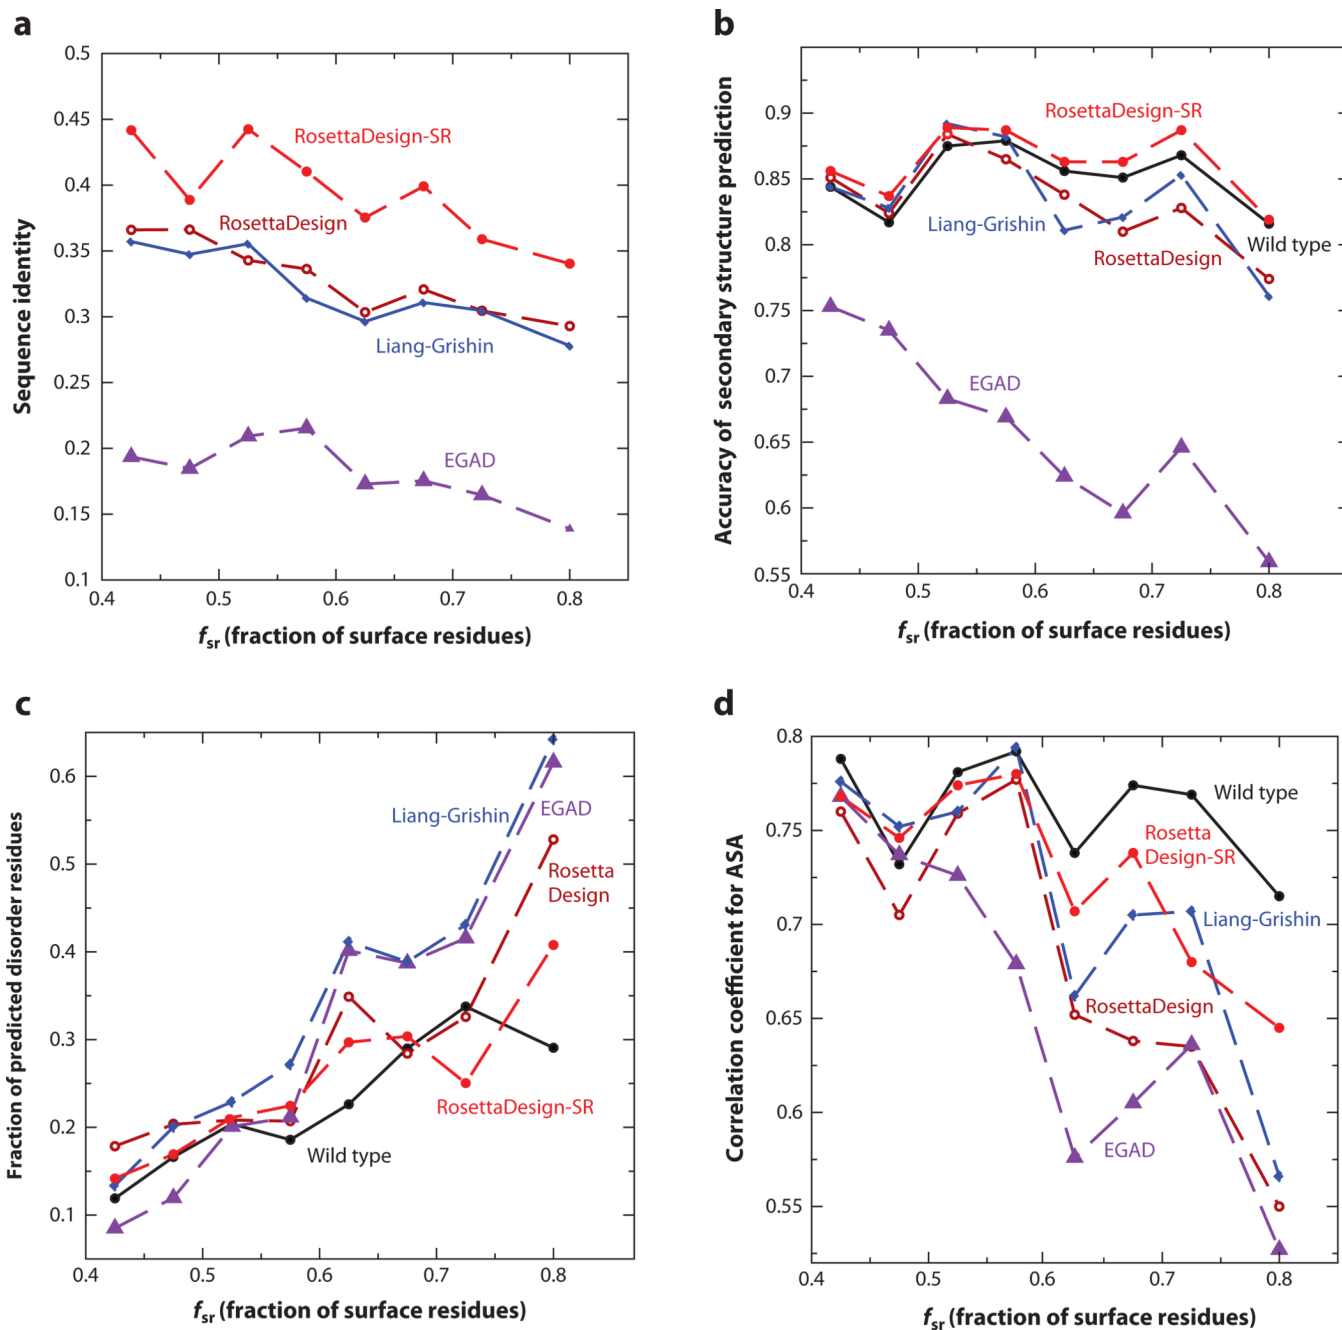 a
0.5
0.45
0.4
0.35
0.3
0.25
0.2
0.15
0.1
Sequence identity
RosettaDesign-SR
RosettaDesign
Liang-Grishin
EGAD
0.4 0.5 0.6 0.7 0.8
fsr (fraction of surface residues)
b
0.9
0.85
0.8
0.75
0.7
0.65
0.6
0.55
Accuracy of secondary structure prediction
RosettaDesign-SR
Liang-Grishin
Wild type
RosettaDesign
EGAD
0.4 0.5 0.6 0.7 0.8
fsr (fraction of surface residues)
c
0.6
0.5
0.4
0.3
0.2
0.1
Fraction of predicted disorder residues
Liang-Grishin
EGAD
Rosetta
Design
RosettaDesign-SR
Wild type
0.4 0.5 0.6 0.7 0.8
fsr (fraction of surface residues)
d
0.8
0.75
0.7
0.65
0.6
0.55
Correlation coefficient for ASA
Wild type
Rosetta
Design-SR
Liang-Grishin
RosettaDesign
EGAD
0.4 0.5 0.6 0.7 0.8
fsr (fraction of surface residues)